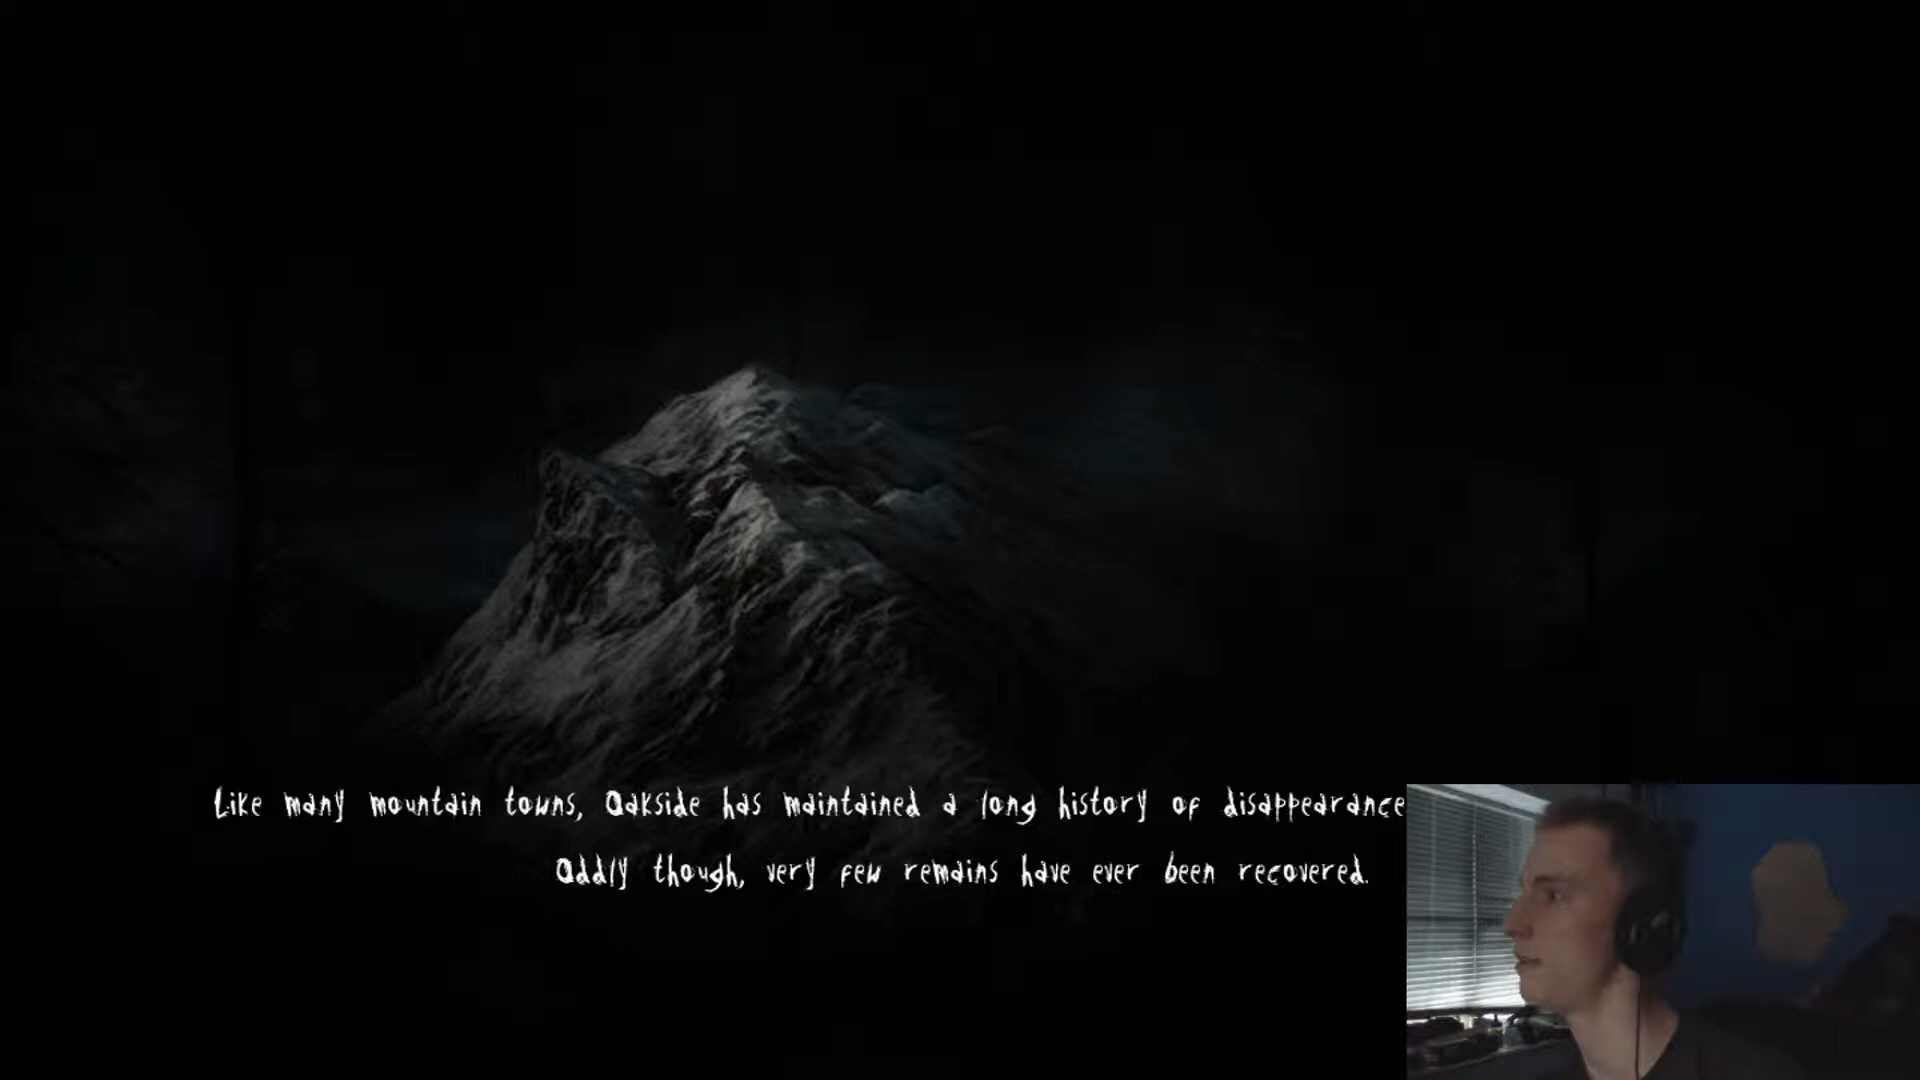 Like many mountain towns, Oakside has maintained a long history of disappearance
Oddly though, very few remains have ever been recovered.